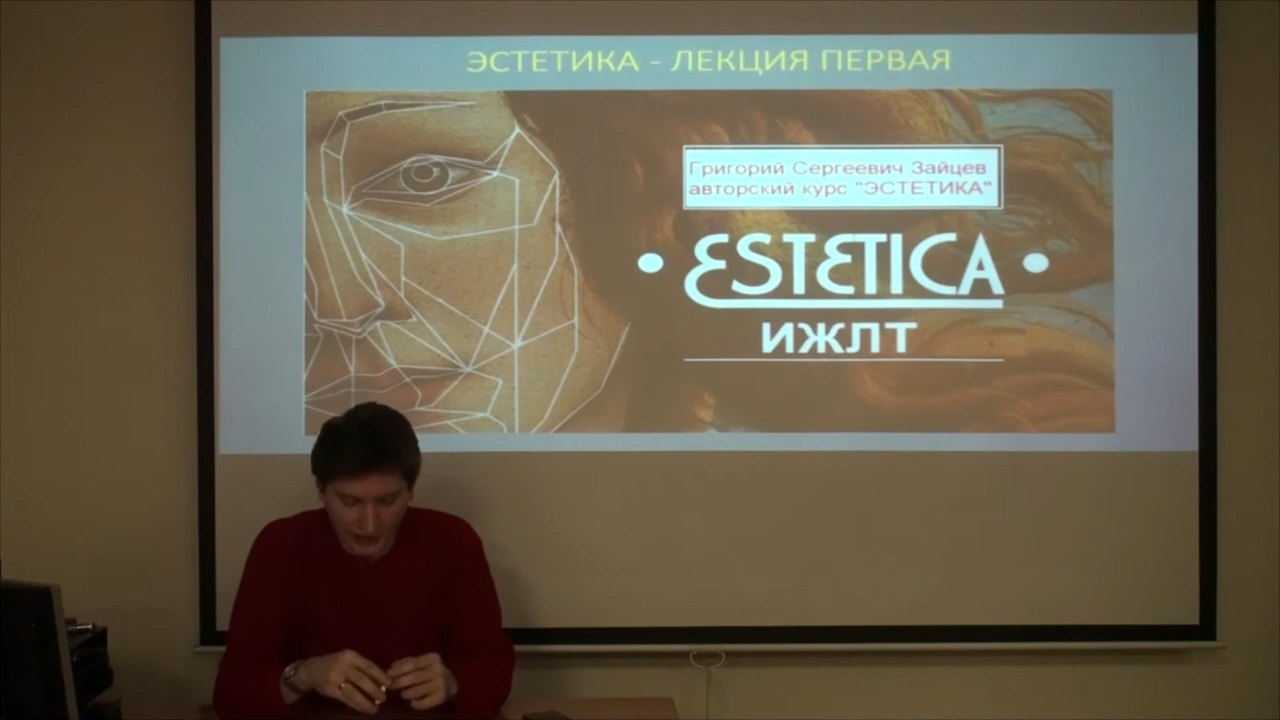 ЭСТЕТИКА - ЛЕКЦИЯ ПЕРВАЯ
Григорий Сергеевич Зайцев
авторский курс "ЭСТЕТИКА"
• ESTETICA •
ИЖЛТ